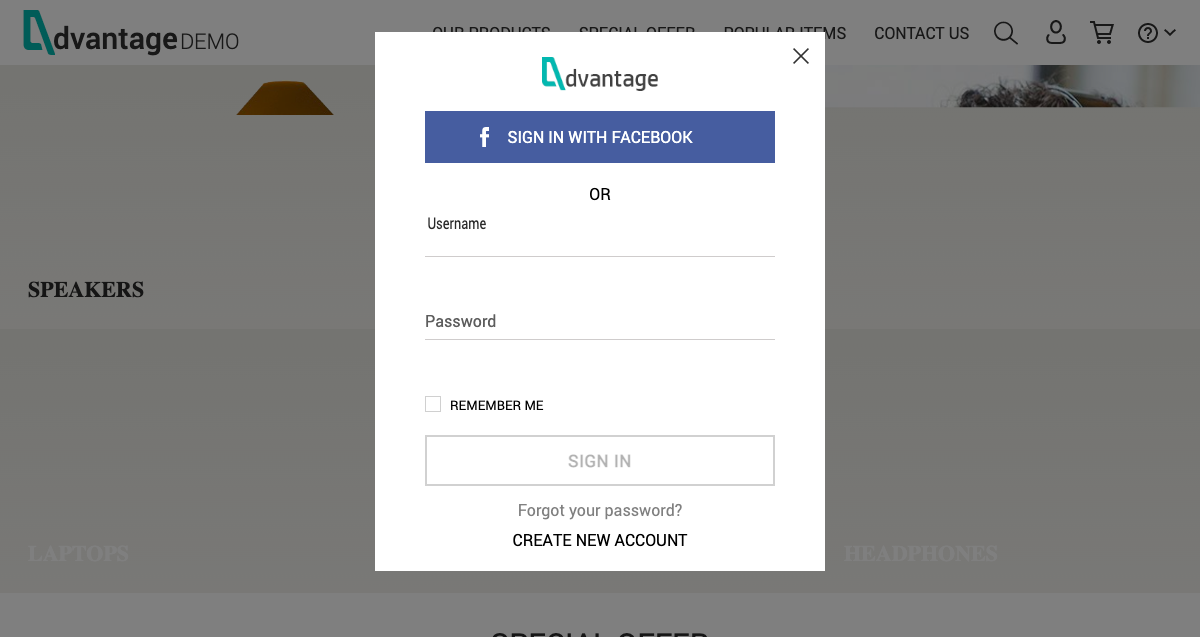 dvantage DEMO
OUR PRODUCTS SPECIAL OFFER POPULAR ITEMS CONTACT US
dvantage
SIGN IN WITH FACEBOOK
OR
Username
SPEAKERS
Password
REMEMBER ME
SIGN IN
Forgot your password?
CREATE NEW ACCOUNT
LAPTOPS
HEADPHONES
SPECIAL OFFER